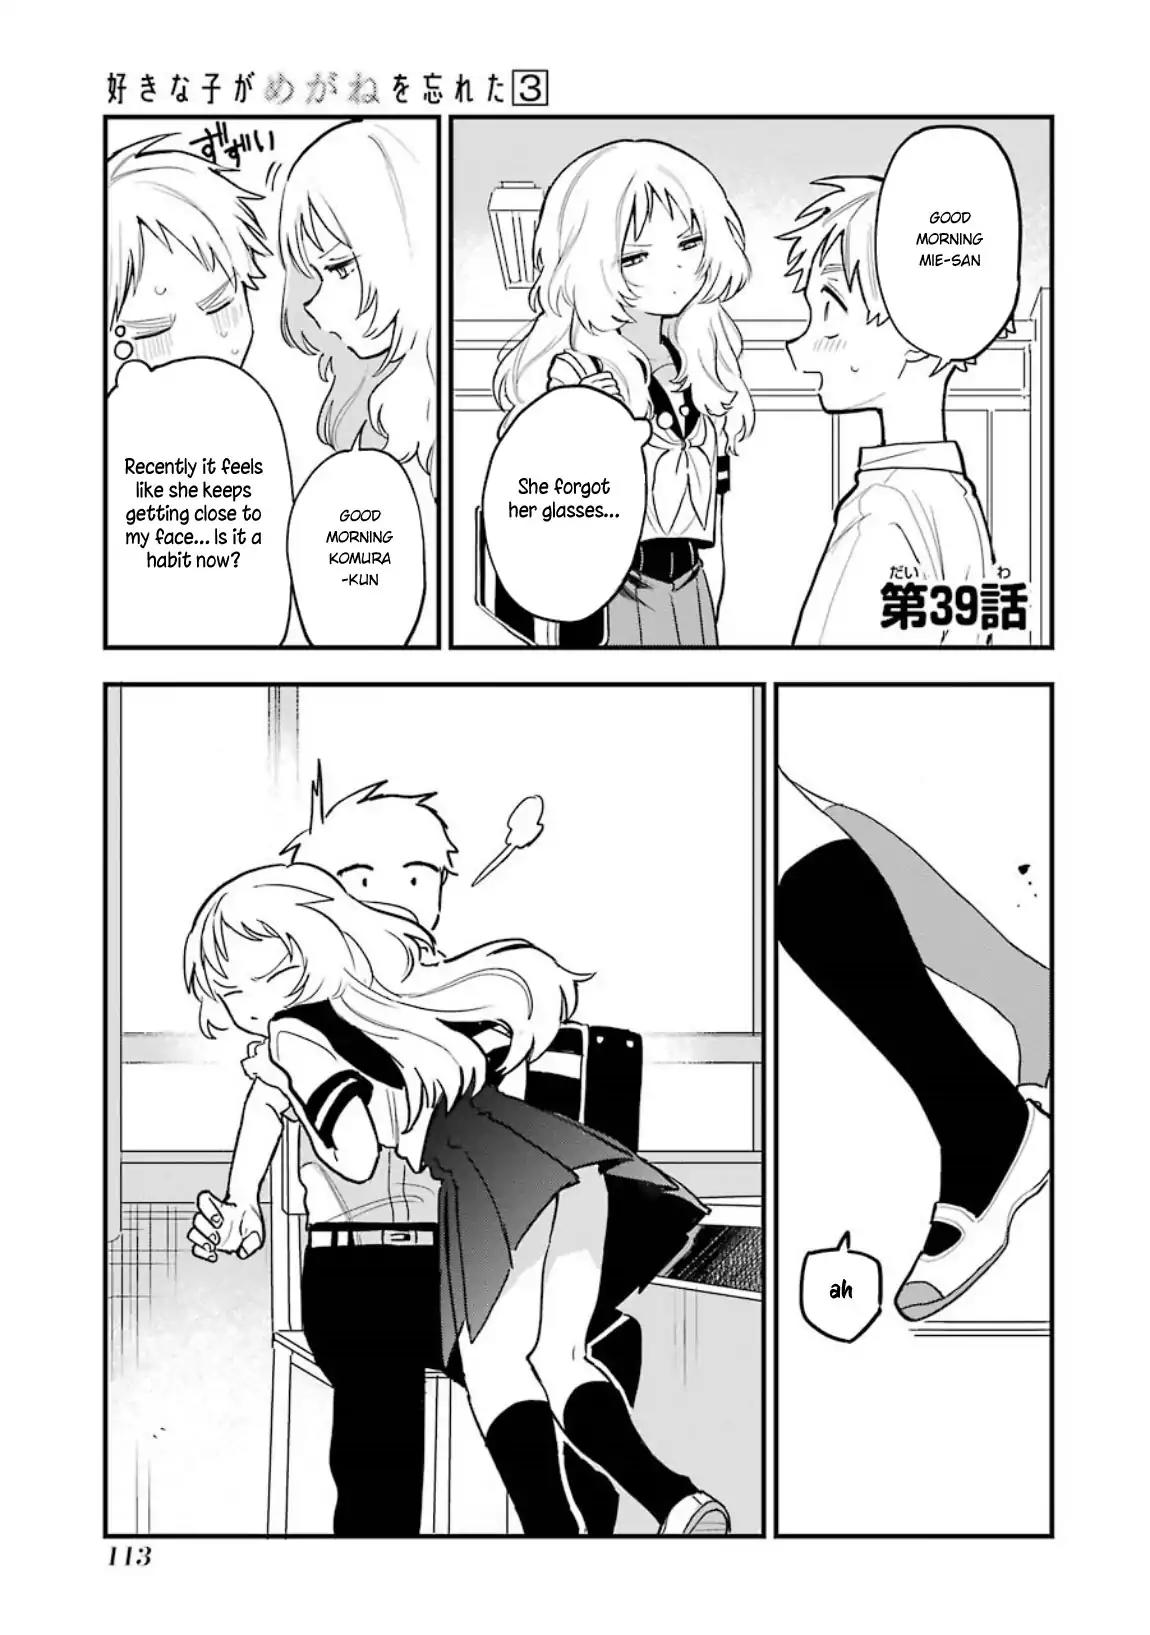 好きな子がめがねを忘れた3
GOOD
MORNING
MIE-SAN
She forgot
her glasses...
だい わ
第39話
ずずい
GOOD
MORNING
KOMURA
-KUN
Recently it feels
like she keeps
getting close to
my face... Is it a
habit now?
ah
113